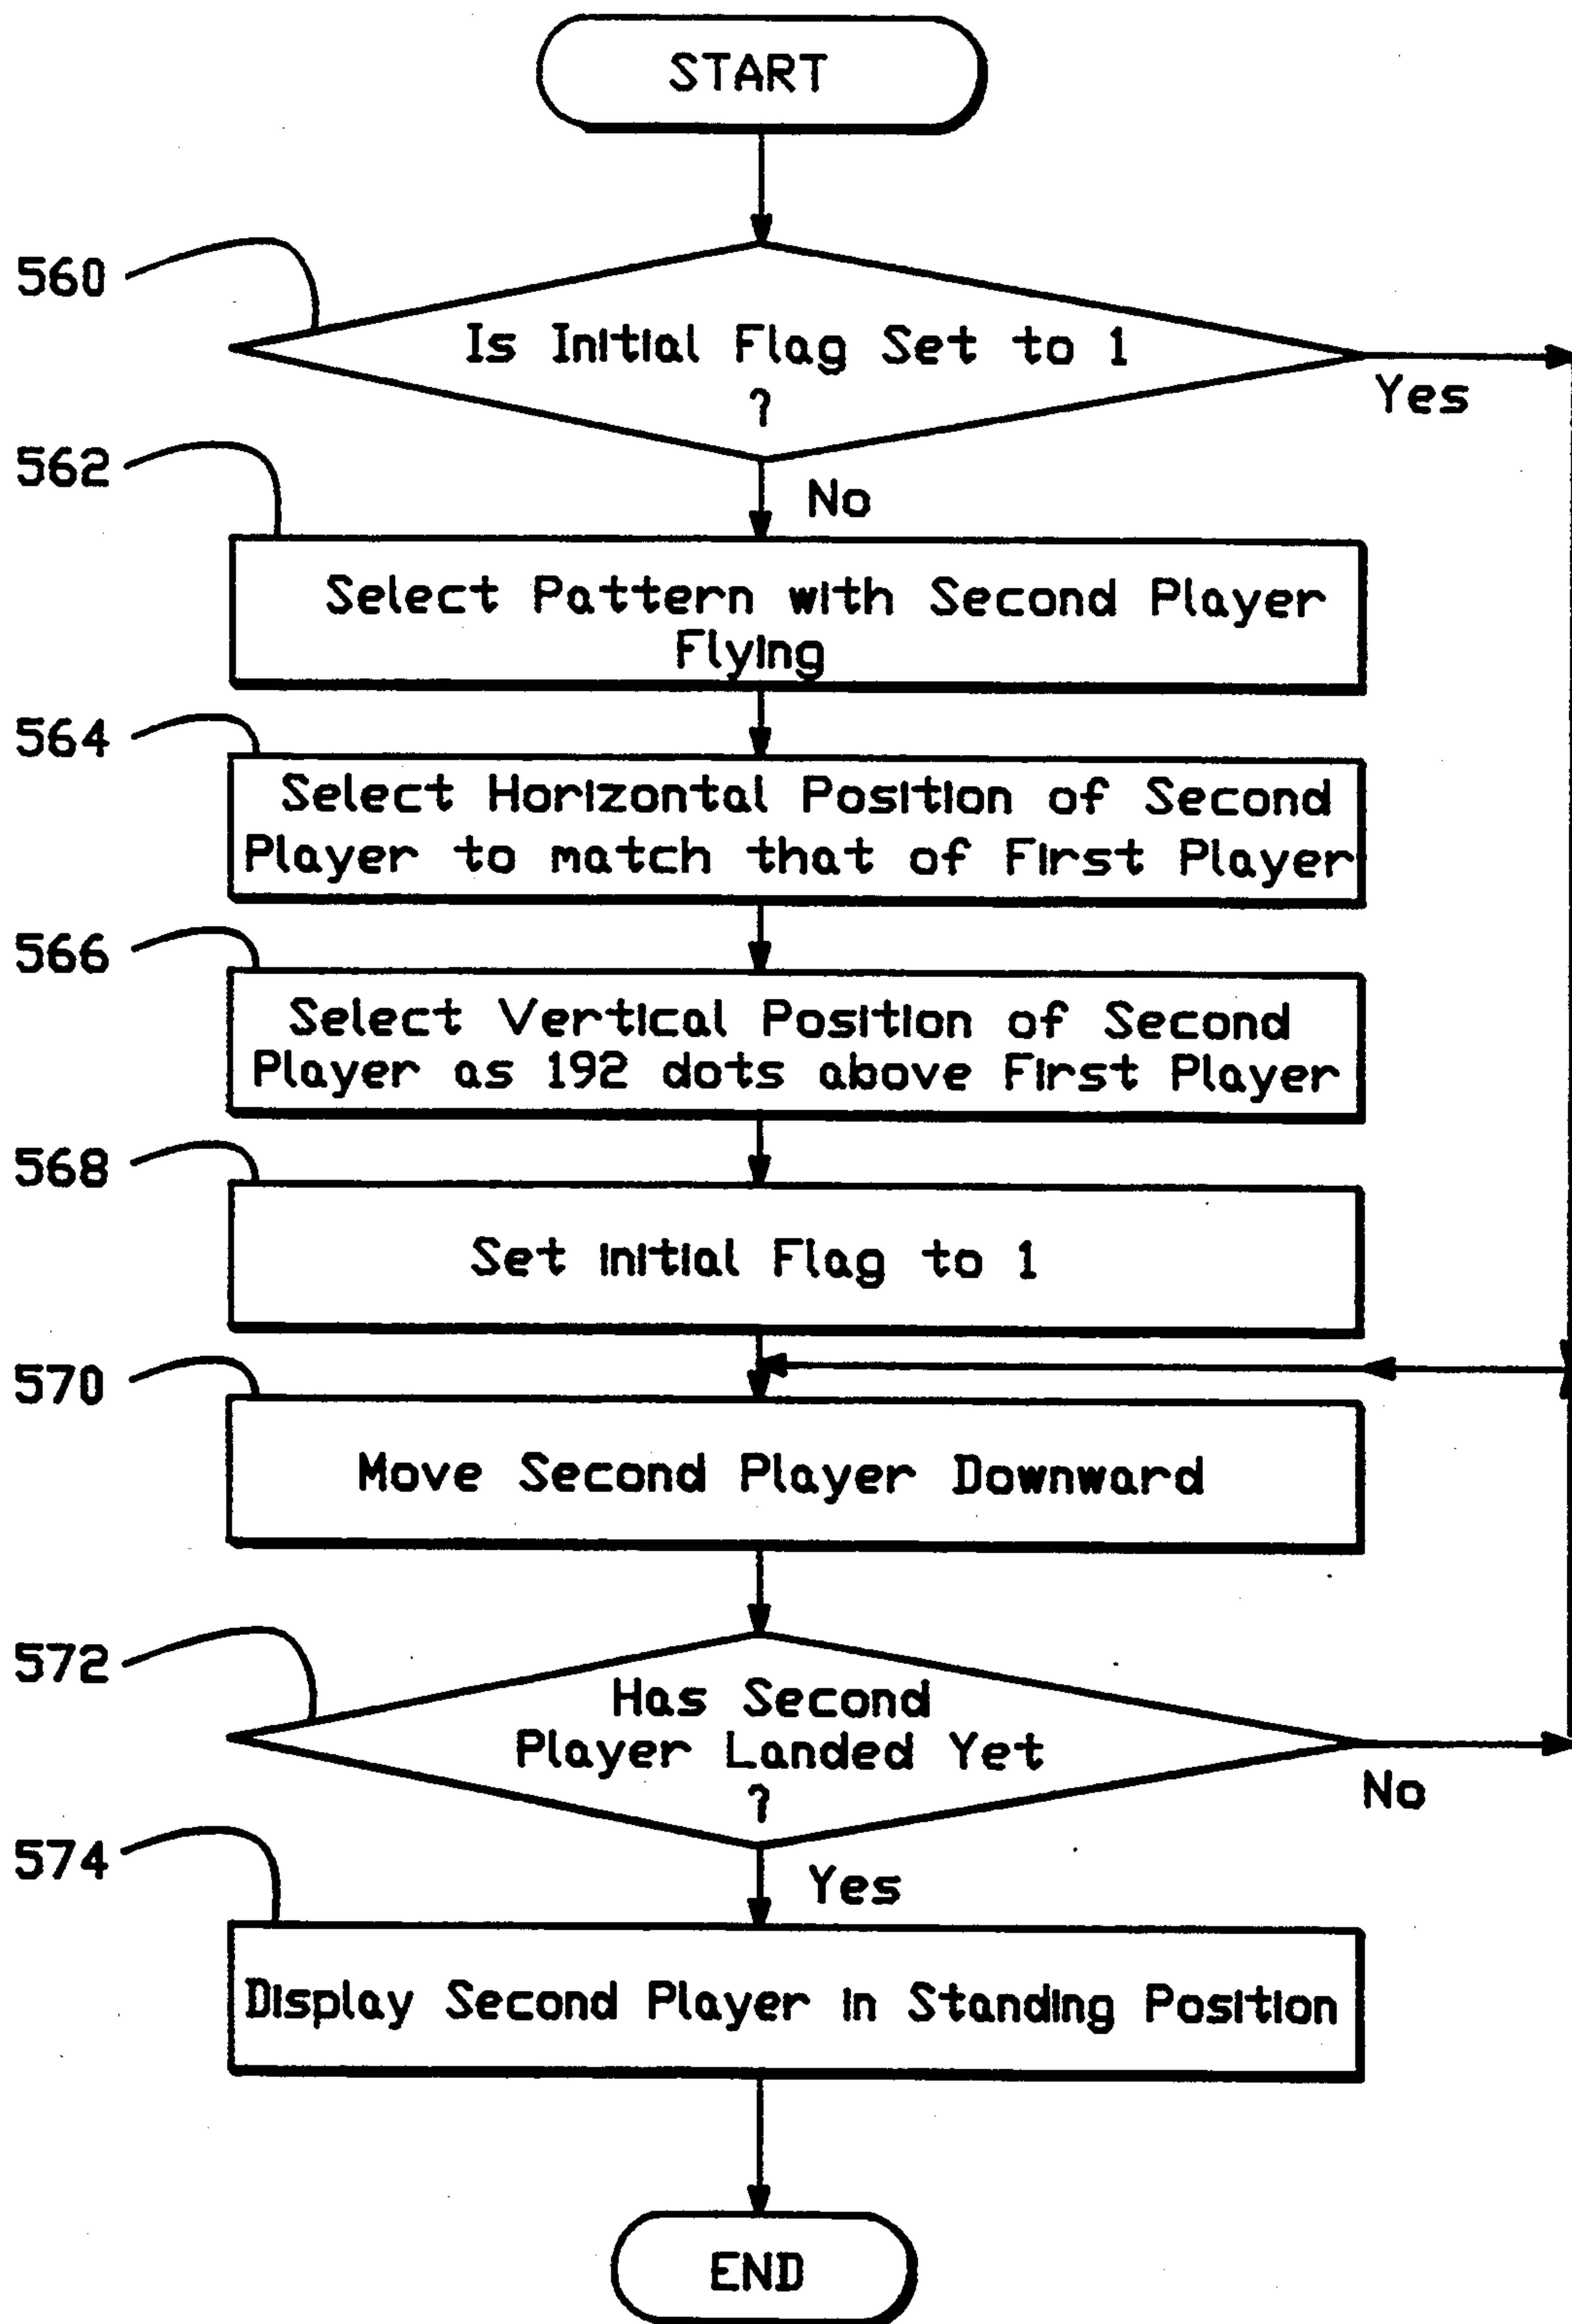 START
560
Is Initial Flag Set to 1
?
Yes
562
No
Select Pattern with Second Player
Flying
564
Select Horizontal Position of Second
Player to match that of First Player
566
Select Vertical Position of Second
Player as 192 dots above First Player
568
Set initial Flag to 1
570
Move Second Player Downward
572
Has Second
Player Landed Yet
?
No
574
Yes
Display Second Player in Standing Position
END